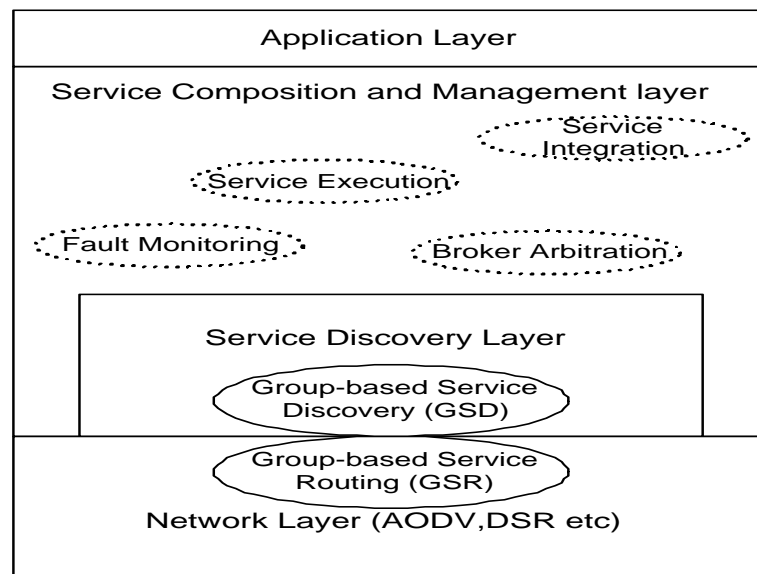 Application Layer
Service Composition and Management layer
Service
Integration
Service Execution
Fault Monitoring
Broker Arbitration
Service Discovery Layer
Group-based Service
Discovery (GSD)
Group-based Service
Routing (GSR)
Network Layer (AODV,DSR etc)